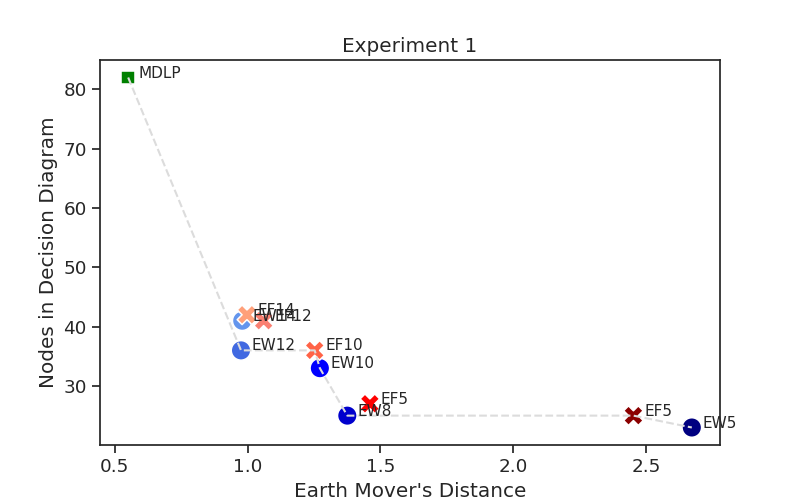 Experiment 1
Nodes in Decision Diagram
80
70
60
50
40
30
MDLP
EF14
EW14
EF12
EW12
EF10
EW10
EF5
EW8
EF5
EW5
0.5
1.0
1.5
2.0
2.5
Earth Mover's Distance